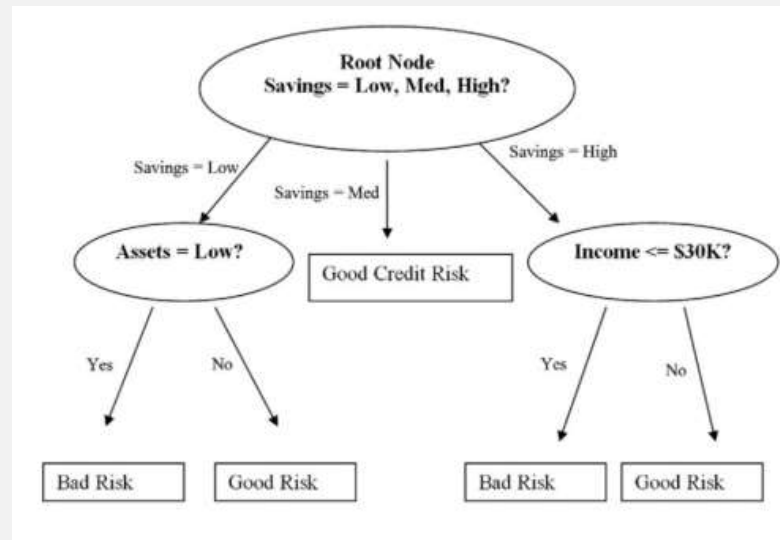 Root Node
Savings = Low, Med, High?
Savings = Low
Savings = Med
Savings = High
Assets = Low?
Good Credit Risk
Income <= $30K?
Yes
No
Yes
No
Bad Risk
Good Risk
Bad Risk
Good Risk